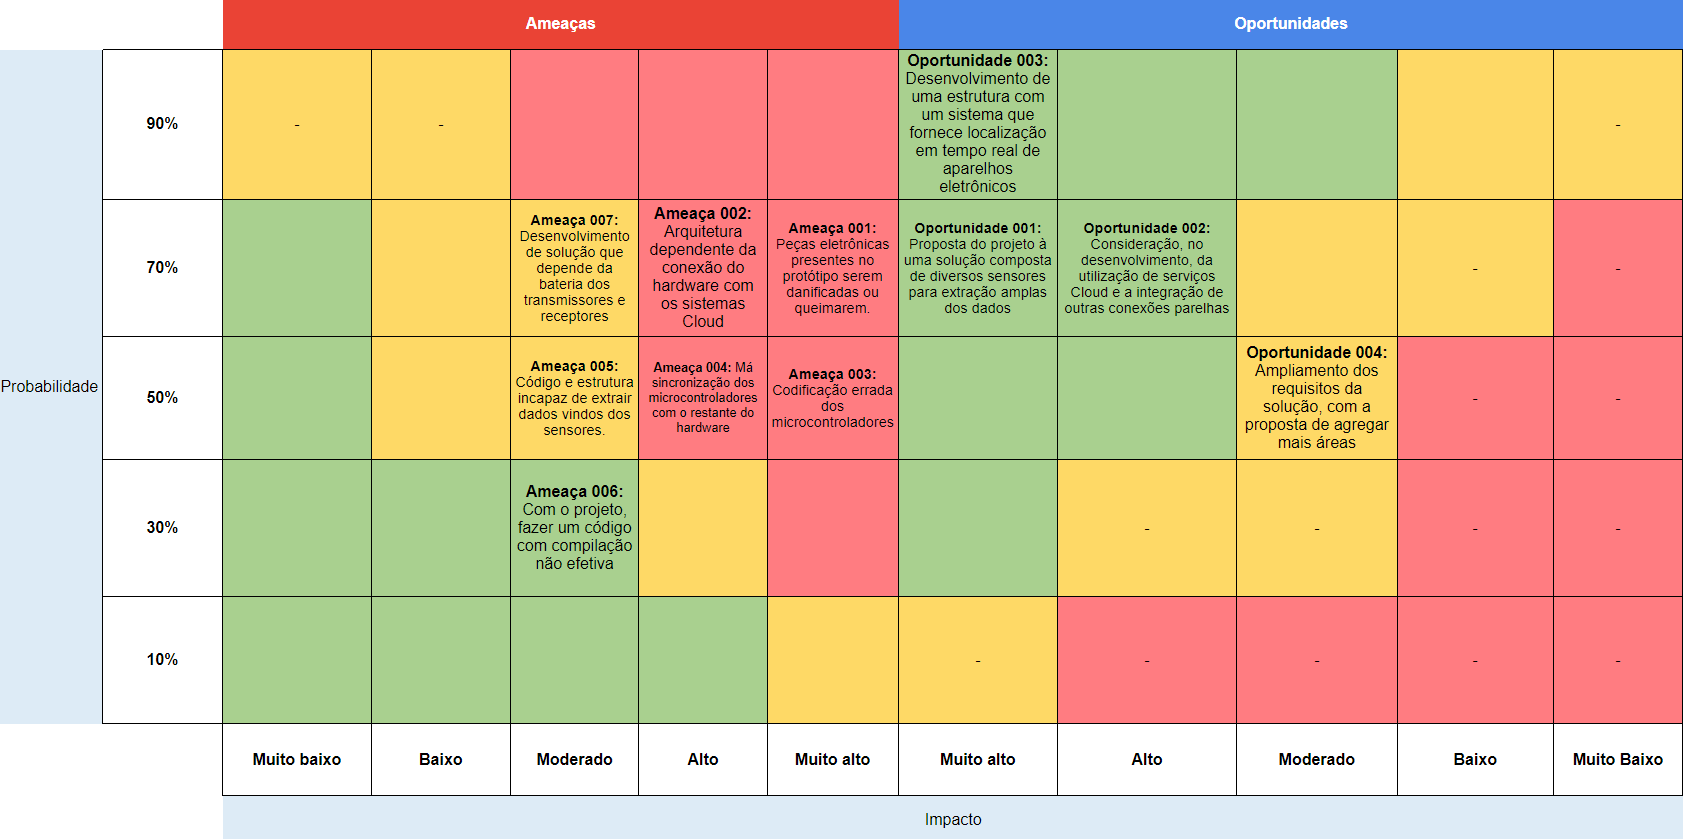 Ameaças
Oportunidades
Probabilidade
90%
-
-
Oportunidade 003:
Desenvolvimento de
uma estrutura com
um sistema que
fornece localização
em tempo real de
aparelhos
eletrônicos
-
70%
Ameaça 007:
Desenvolvimento
de solução que
depende da
bateria dos
transmissores e
receptores
Ameaça 002:
Arquitetura
dependente da
conexão do
hardware com
os sistemas
Cloud
Ameaça 001:
Peças eletrônicas
presentes no
protótipo serem
danificadas ou
queimarem.
Oportunidade 001:
Proposta do projeto à
uma solução composta
de diversos sensores
para extração amplas
dos dados
Oportunidade 002:
Consideração, no
desenvolvimento, da
utilização de serviços
Cloud e a integração de
outras conexões parelhas
-
-
50%
Ameaça 005:
Código e estrutura
incapaz de extrair
dados vindos dos
sensores.
Ameaça 004: Má
sincronização dos
microcontroladores
com o restante do
hardware
Ameaça 003:
Codificação errada
dos
microcontroladores
Oportunidade 004:
Ampliamento dos
requisitos da
solução, com a
proposta de agregar
mais áreas
-
-
30%
Ameaça 006:
Com o projeto,
fazer um código
com compilação
não efetiva
-
-
-
-
10%
-
-
-
-
-
Muito baixo
Baixo
Moderado
Alto
Muito alto
Muito alto
Alto
Moderado
Baixo
Muito Baixo
Impacto